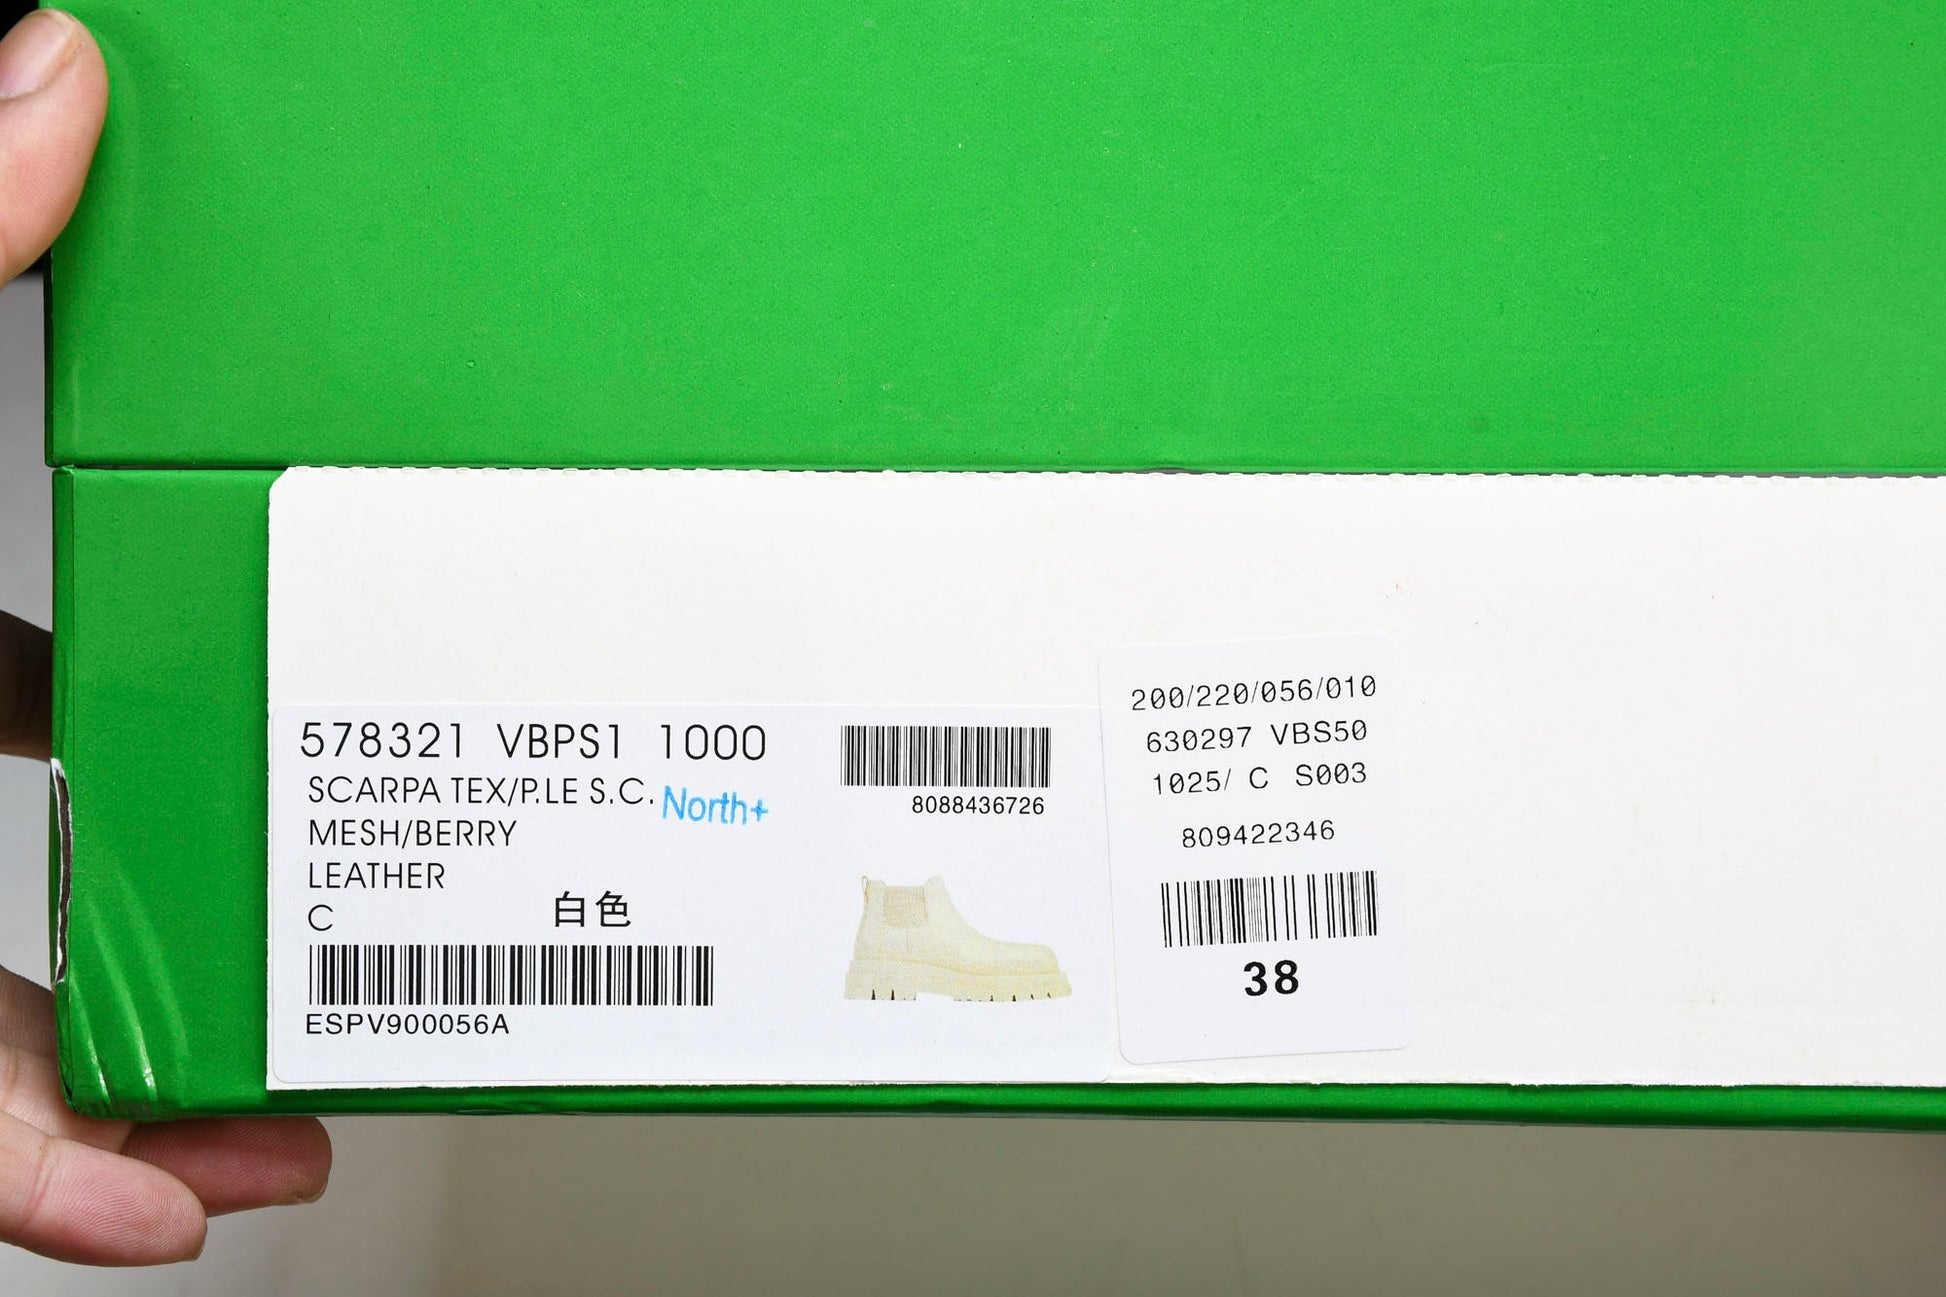 578321 VBPS1 1000
SCARPA TEX/P.LE S.C. North+
MESH/BERRY
LEATHER
C 白色
ESPV900056A
8088436726
200/220/056/010
630297 VBS50
1025/ C S003
809422346
38